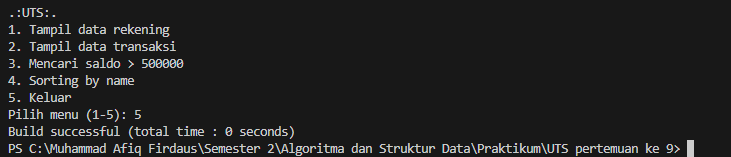 .:UTS:.
1. Tampil data rekening
2. Tampil data transaksi
3. Mencari saldo > 500000
4. Sorting by name
5. Keluar
Pilih menu (1-5): 5
Build successful (total time : 0 seconds)
PS C:\Muhammad Afiq Firdaus\Semester 2\Algoritma dan Struktur Data\Praktikum\UTS pertemuan ke 9>